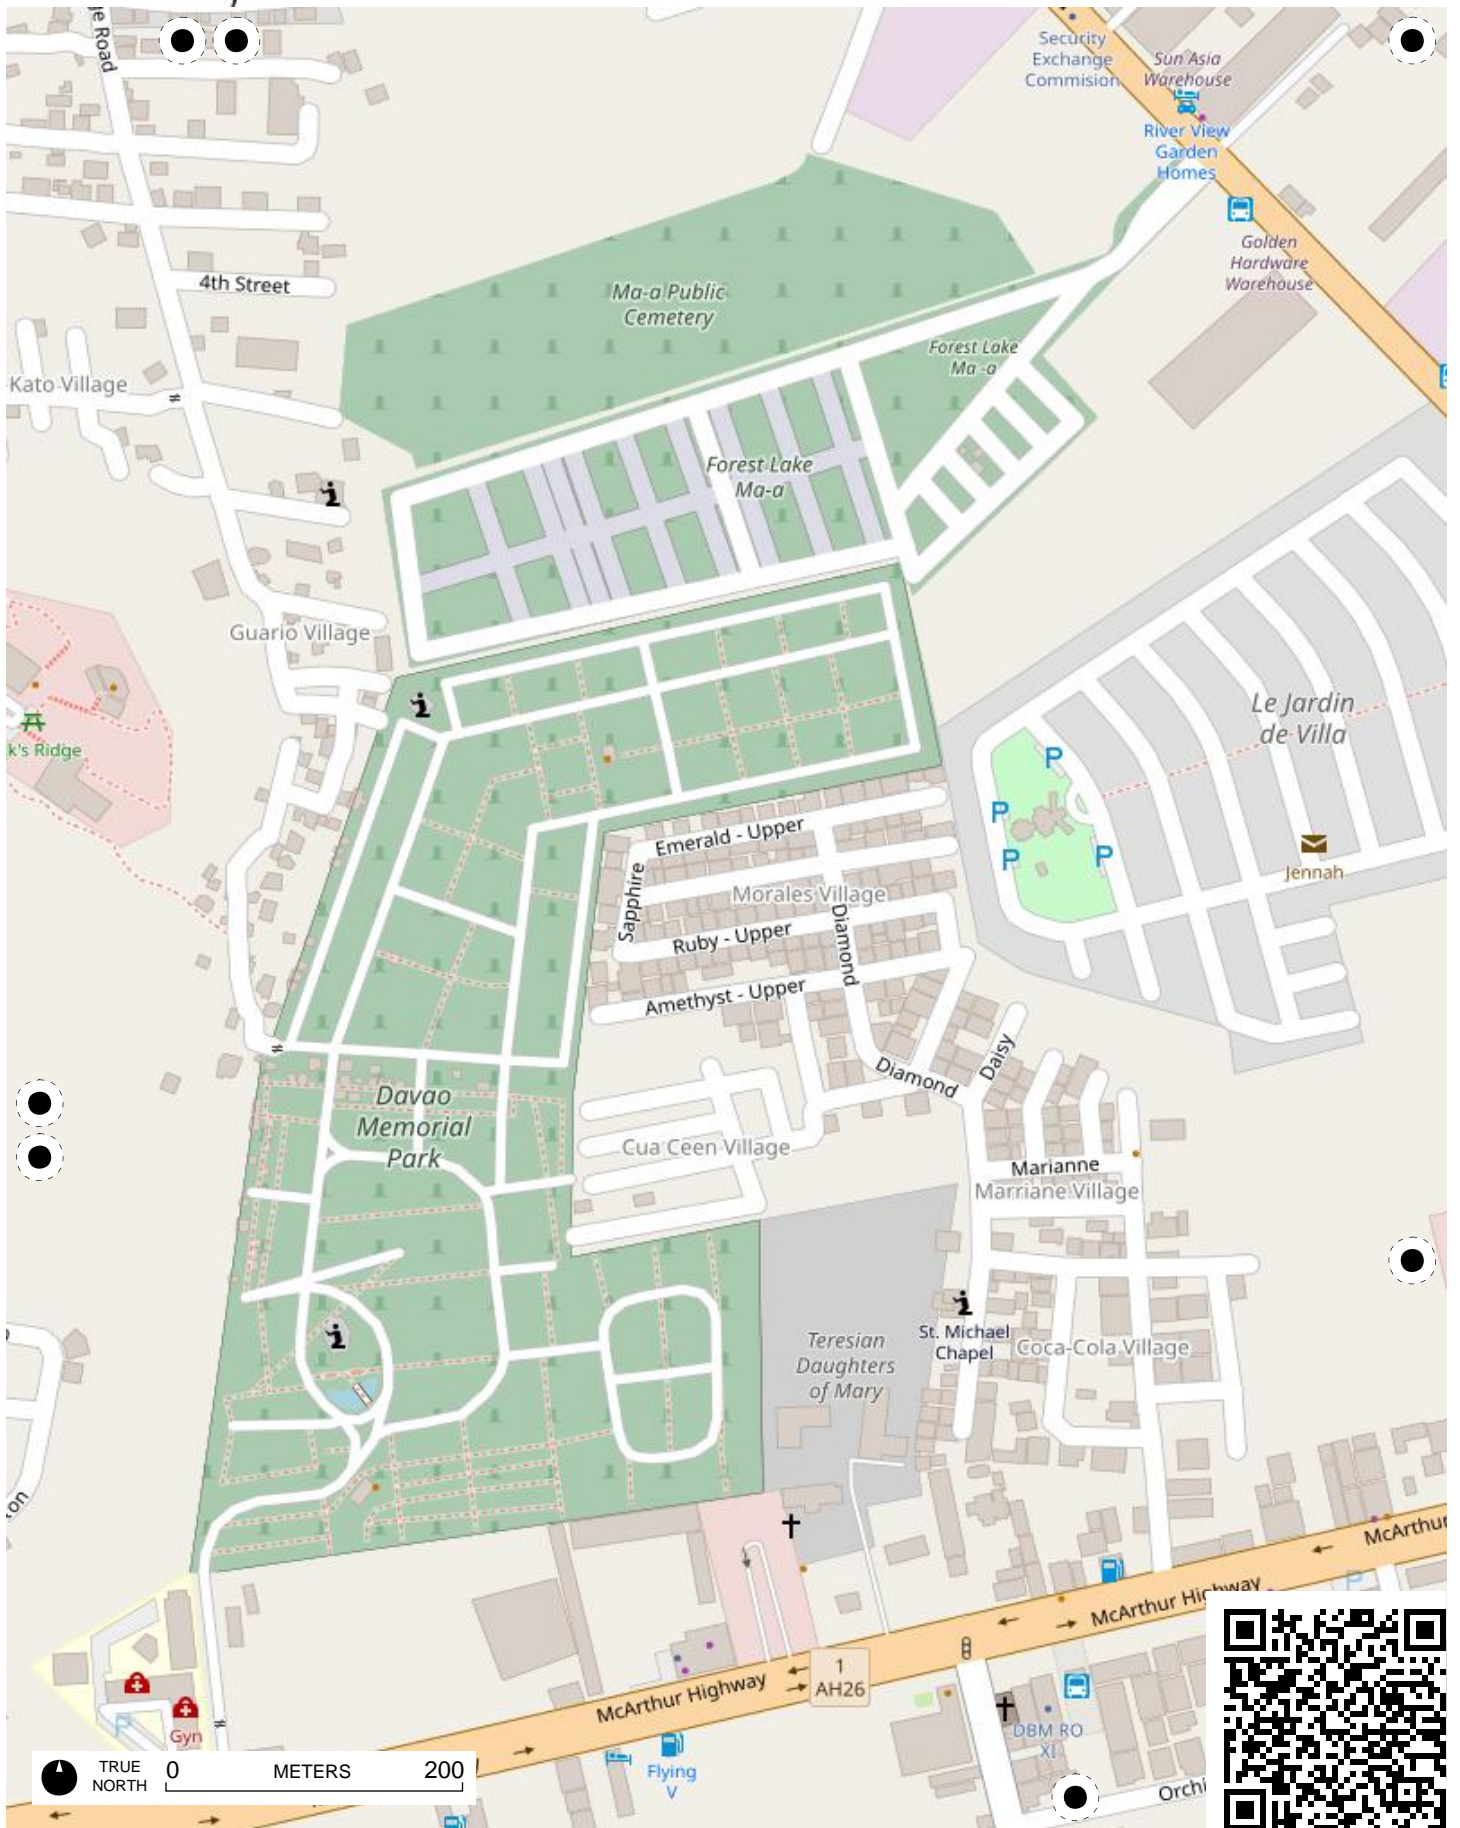 ge Road
Security
Exchange
Commision
Sun Asia
Warehouse
River View
Garden
Homes
Golden
Hardware
Warehouse
4th Street
Ma-a Public
Cemetery
Forest Lake
Ma -a
Kato Village
Forest Lake
Ma-a
Guario Village
Le Jardin
de Villa
k's Ridge
P
P
P
P
Emerald - Upper
Sapphire
Morales Village
Diamond
Jennah
Ruby - Upper
Amethyst - Upper
Daisy
Diamond
Davao
Memorial
Park
Cua Ceen Village
Marianne
Marriane Village
St. Michael
Chapel
Coca-Cola Village
Teresian
Daughters
of Mary
ton
McArthur
McArthur Highway
P
1
AH26
McArthur Highway
P
Gyn
DBM RO
XI
Flying
V
Orchi
TRUE
NORTH
0
METERS
200